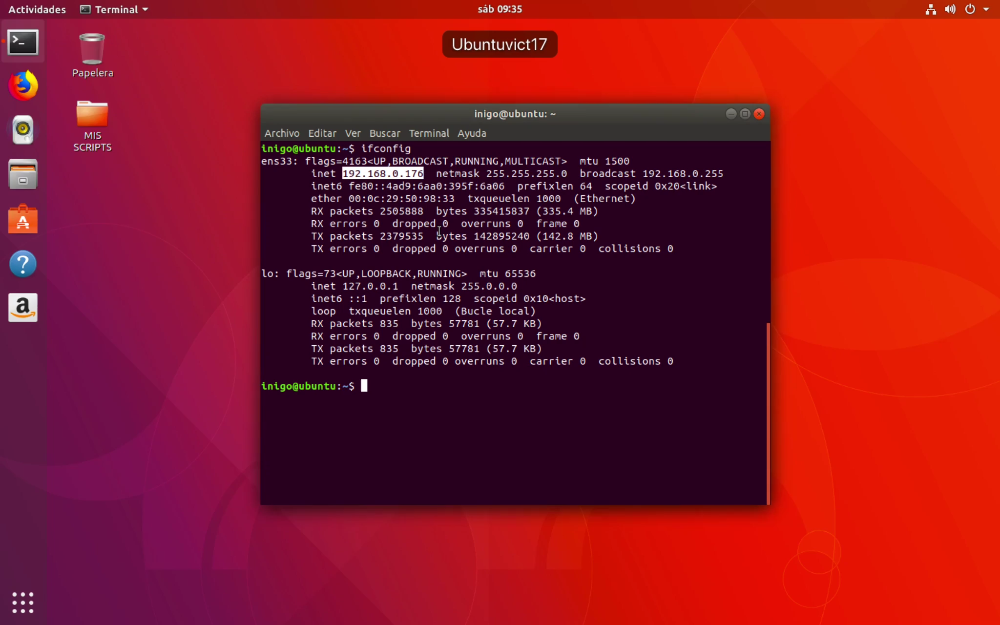 Actividades Terminal sáb 09:35
Ubuntuvict17
Papelera
MIS
SCRIPTS
inigo@ubuntu: ~
Archivo Editar Ver Buscar Terminal Ayuda
inigo@ubuntu:~$ ifconfig
ens33: flags=4163<UP,BROADCAST,RUNNING,MULTICAST>  mtu 1500
        inet 192.168.0.176  netmask 255.255.255.0  broadcast 192.168.0.255
        inet6 fe80::4ad9:6aa0:395f:6a06  prefixlen 64  scopeid 0x20<link>
        ether 00:0c:29:50:98:33  txqueuelen 1000  (Ethernet)
        RX packets 2505888  bytes 335415837 (335.4 MB)
        RX errors 0  dropped 0  overruns 0  frame 0
        TX packets 2379535  bytes 142895240 (142.8 MB)
        TX errors 0  dropped 0 overruns 0  carrier 0  collisions 0
lo: flags=73<UP,LOOPBACK,RUNNING>  mtu 65536
        inet 127.0.0.1  netmask 255.0.0.0
        inet6 ::1  prefixlen 128  scopeid 0x10<host>
        loop  txqueuelen 1000  (Bucle local)
        RX packets 835  bytes 57781 (57.7 KB)
        RX errors 0  dropped 0  overruns 0  frame 0
        TX packets 835  bytes 57781 (57.7 KB)
        TX errors 0  dropped 0 overruns 0  carrier 0  collisions 0
inigo@ubuntu:~$